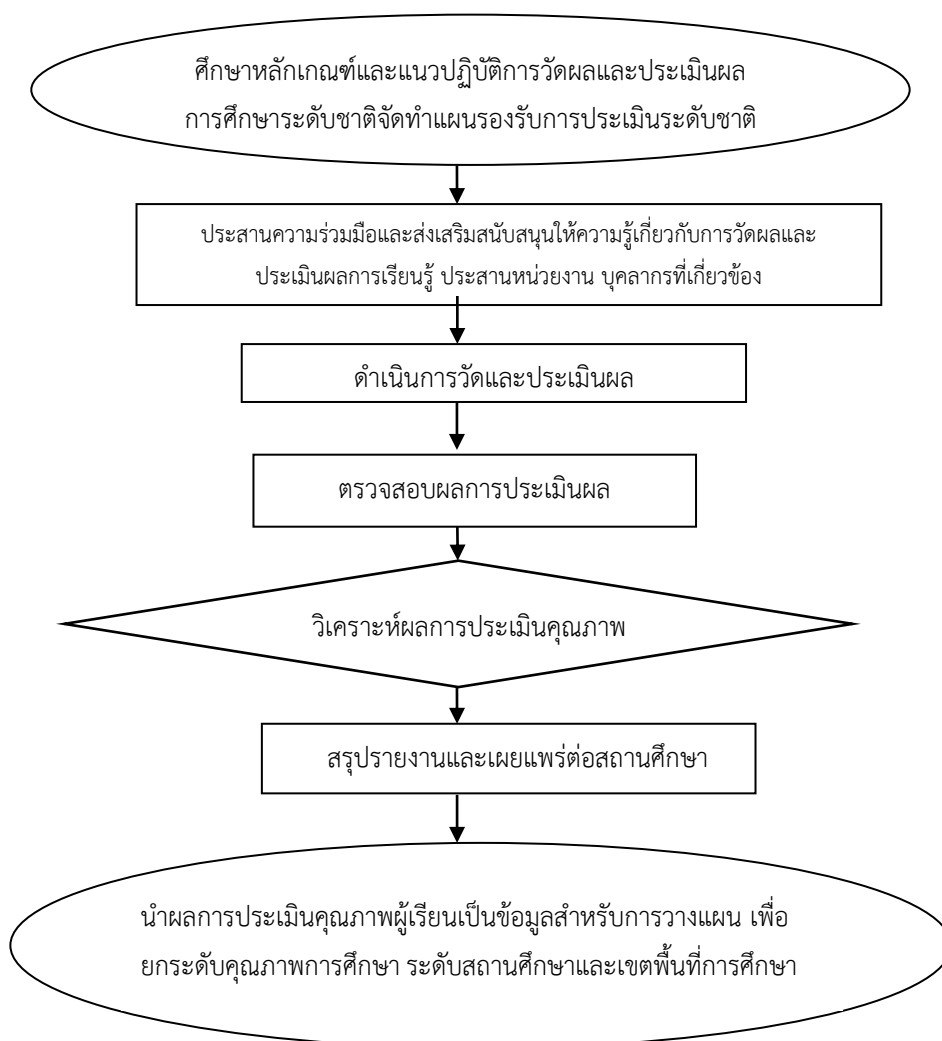 ศึกษาหลักเกณฑ์และแนวปฏิบัติการวัดผลและประเมินผล
การศึกษาระดับชาติจัดทำแผนรองรับการประเมินระดับชาติ
ประสานความร่วมมือและส่งเสริมสนับสนุนให้ความรู้เกี่ยวกับการวัดผลและ
ประเมินผลการเรียนรู้ ประสานหน่วยงาน บุคลากรที่เกี่ยวข้อง
ดำเนินการวัดและประเมินผล
ตรวจสอบผลการประเมินผล
วิเคราะห์ผลการประเมินคุณภาพ
สรุปรายงานและเผยแพร่ต่อสถานศึกษา
นำผลการประเมินคุณภาพผู้เรียนเป็นข้อมูลสำหรับการวางแผน เพื่อ
ยกระดับคุณภาพการศึกษา ระดับสถานศึกษาและเขตพื้นที่การศึกษา